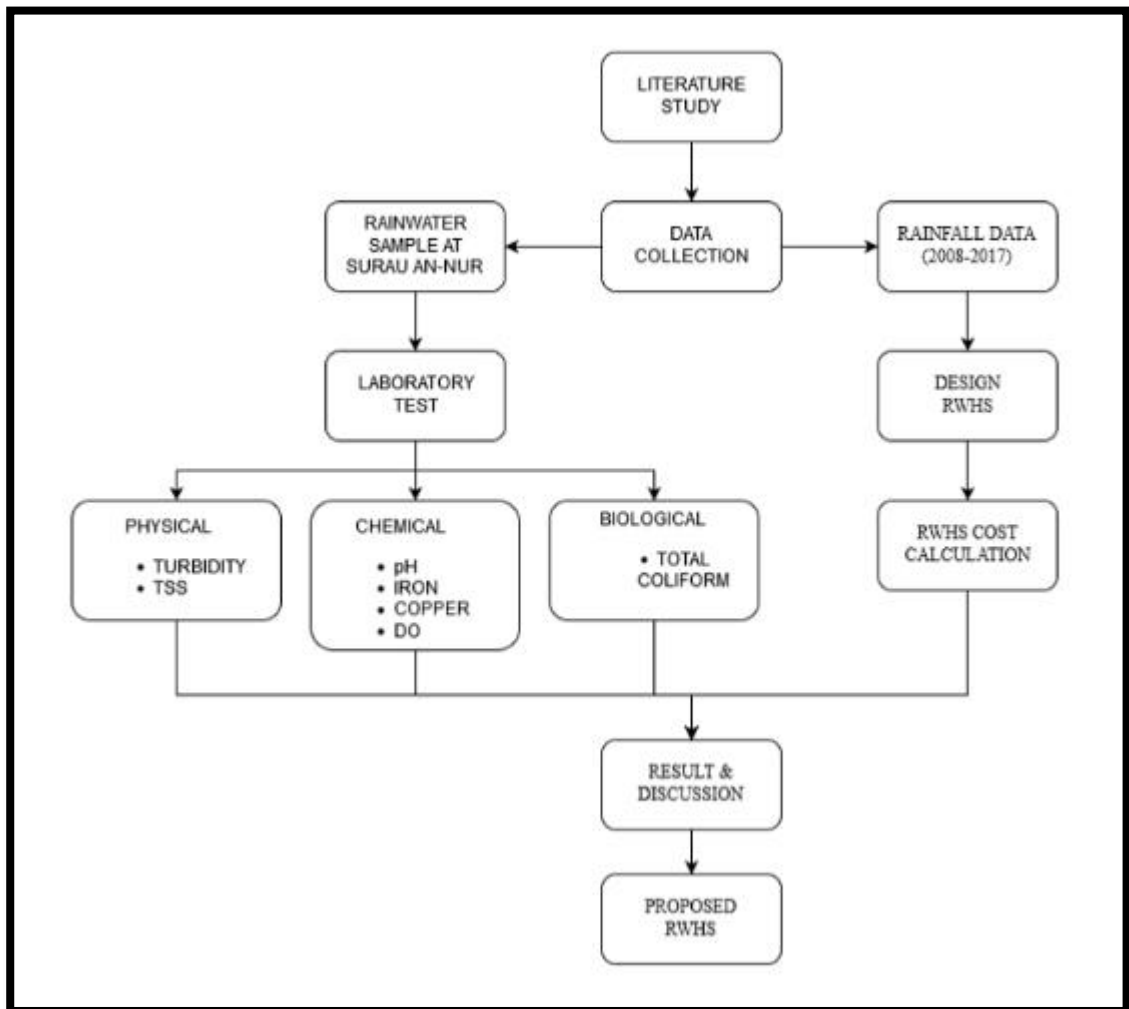 LITERATURE
STUDY
RAINWATER
SAMPLE AT
SURAU AN-NUR
DATA
COLLECTION
RAINFALL DATA
(2008-2017)
LABORATORY
TEST
DESIGN
RWHS
PHYSICAL
• TURBIDITY
• TSS
CHEMICAL
• pH
• IRON
• COPPER
• DO
BIOLOGICAL
• TOTAL
COLIFORM
RWHS COST
CALCULATION
RESULT &
DISCUSSION
PROPOSED
RWHS